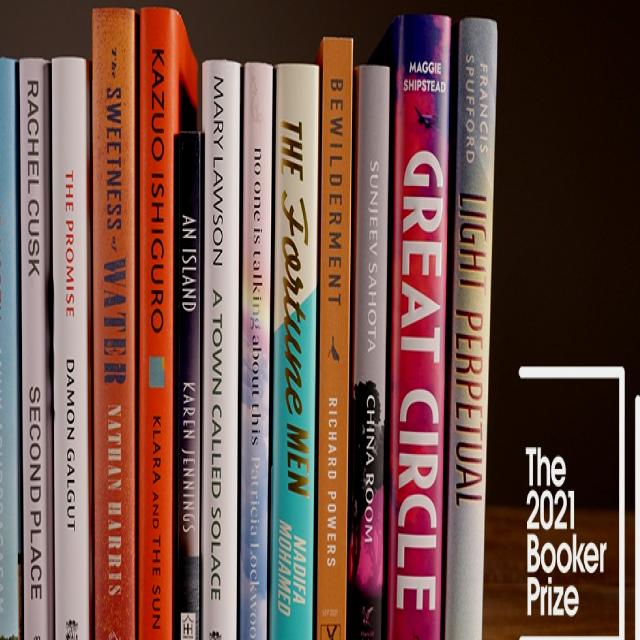 RACHEL CUSK SECOND PLACE
THE PROMISE DAMON GALGUT
The SWEETNESS of WATER NATHAN HARRIS
KAZUO ISHIGURO KLARA AND THE SUN
AN ISLAND KAREN JENNINGS
MARY LAWSON A TOWN CALLED SOLACE
no one is talking about this Patricia Lockwoo
THE Fortune MEN NADIFA MOHAMED
BEWILDERMENT RICHARD POWERS
SUNJEEV SAHOTA CHINA ROOM
MAGGIE
SHIPSTEAD
GREAT CIRCLE
FRANCIS
SPUFFORD
LIGHT PERPETUAL
The
2021
Booker
Prize